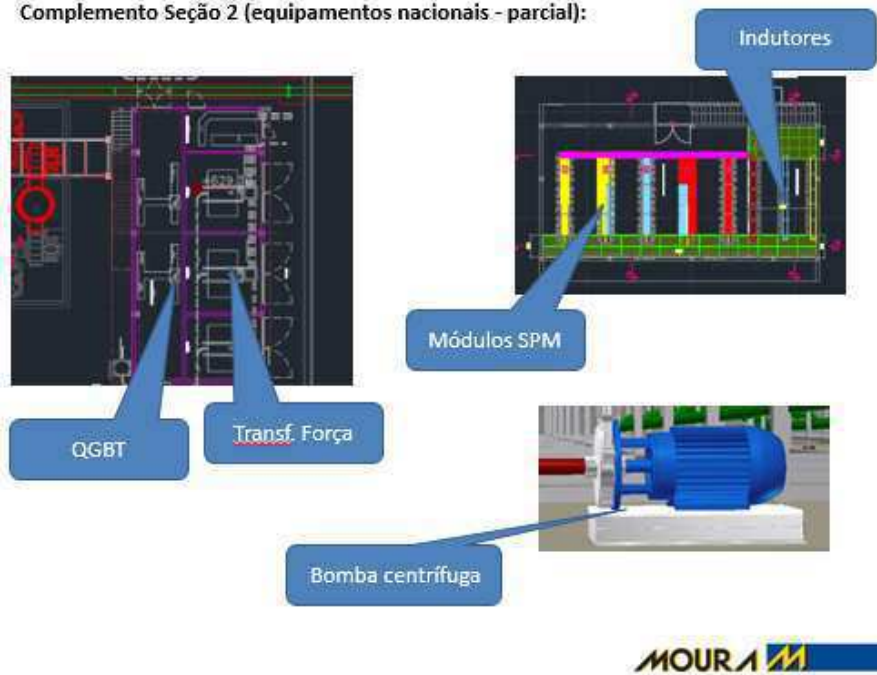 Complemento Seção 2 (equipamentos nacionais - parcial):
Indutores
Módulos SPM
QGBT
Transf. Força
Bomba centrífuga
MOURA